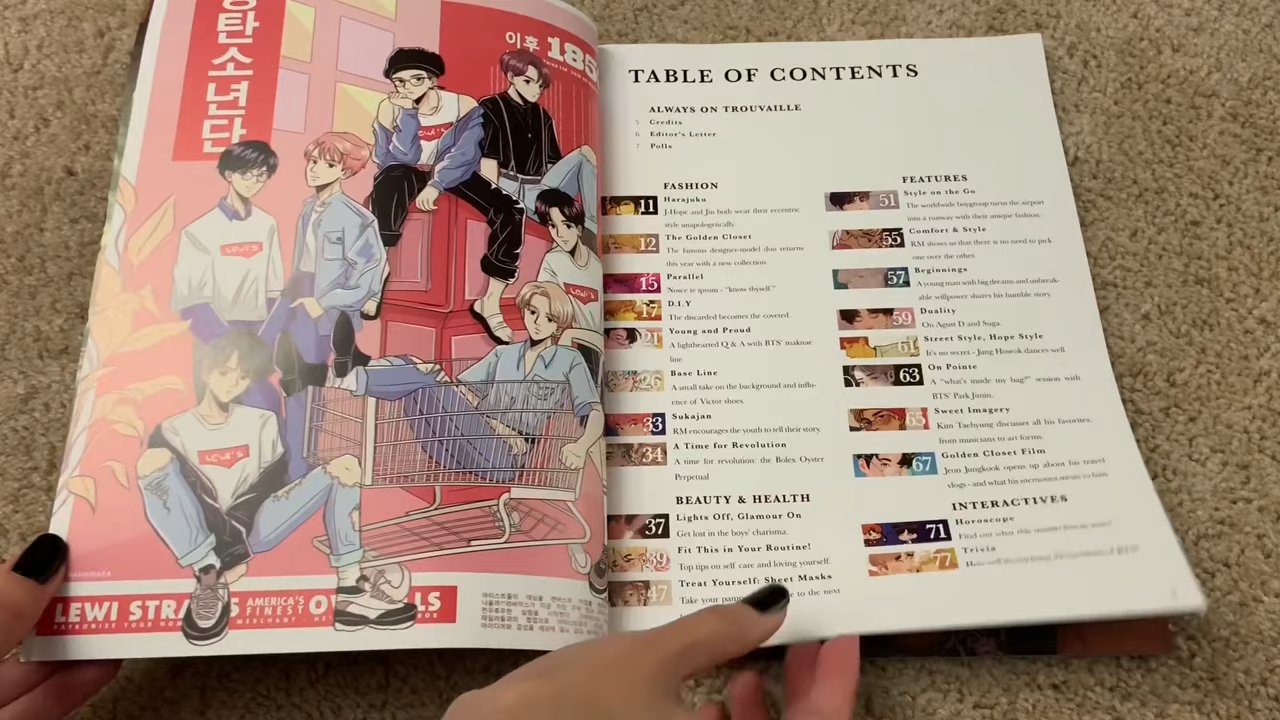 탄소년단
이후 185
LEWI'S
LEWI'S
LEWI'S
LEWI'S
LEWI STRA
AMERICA'S
FINEST
TABLE OF CONTENTS
ALWAYS ON TROUVAILLE
5 Credits
6 Editor's Letter
7 Polls
FASHION
11 Harajuku
J-Hope and Jin both wear their eccentric
style unapologetically.
12 The Golden Closet
The famous designer-model duo returns
this year with a new collection.
15 Parallel
Nosce te ipsum - "know thyself."
17 D.I.Y
The discarded becomes the coveted.
21 Young and Proud
A lighthearted Q & A with BTS' maknae
line.
26 Base Line
A small take on the background and influ-
ence of Victor shoes.
33 Sukajan
RM encourages the youth to tell their story.
34 A Time for Revolution
A time for revolution: the Bolex Oyster
Perpetual
BEAUTY & HEALTH
37 Lights Off, Glamour On
Get lost in the boys' charisma.
39 Fit This in Your Routine!
Top tips on self care and loving yourself.
47 Treat Yourself: Sheet Masks
Take your to the next
FEATURES
51 Style on the Go
The worldwide boygroup turns the airport
into a runway with their unique fashion.
55 Comfort & Style
RM shows us that there is no need to pick
one over the other.
57 Beginnings
A young man with big dreams and unbreak-
able willpower shares his humble story.
59 Duality
On Agust D and Suga.
61 Street Style, Hope Style
It's no secret - Jung Hoseok dances well.
63 On Pointe
A "what's inside my bag?" session with
BTS' Park Jimin.
65 Sweet Imagery
Kim Taehyung discusses all his favorites,
from musicians to art forms.
67 Golden Closet Film
Jeon Jungkook opens up about his travel
vlogs - and what his memories mean to him
INTERACTIVES
71 Horoscope
77 Trivia